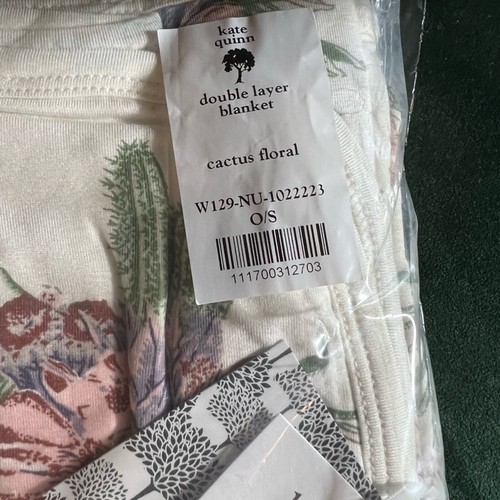 kate
quinn
double layer
blanket
cactus floral
W129-NU-1022223
O/S
111700312703